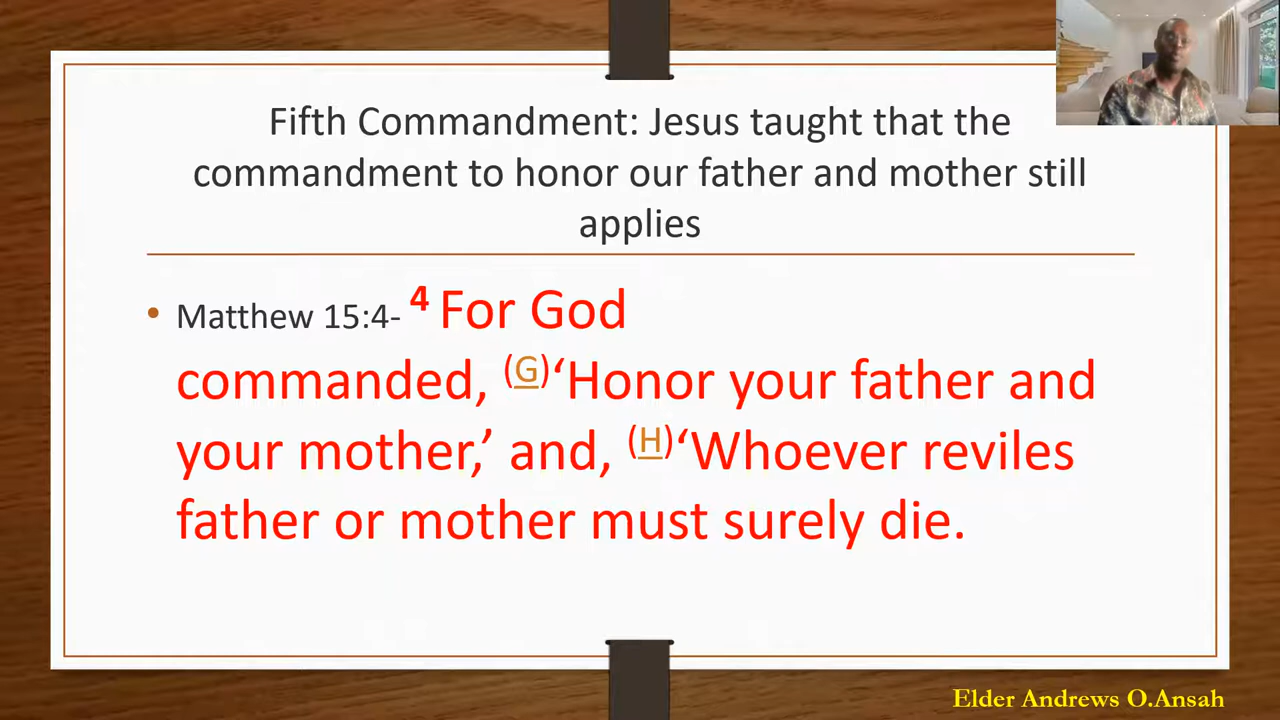 Fifth Commandment: Jesus taught that the
commandment to honor our father and mother still
applies
• Matthew 15:4- 4 For God
commanded, (G)‘Honor your father and
your mother,’ and, (H)‘Whoever reviles
father or mother must surely die.
Elder Andrews O.Ansah